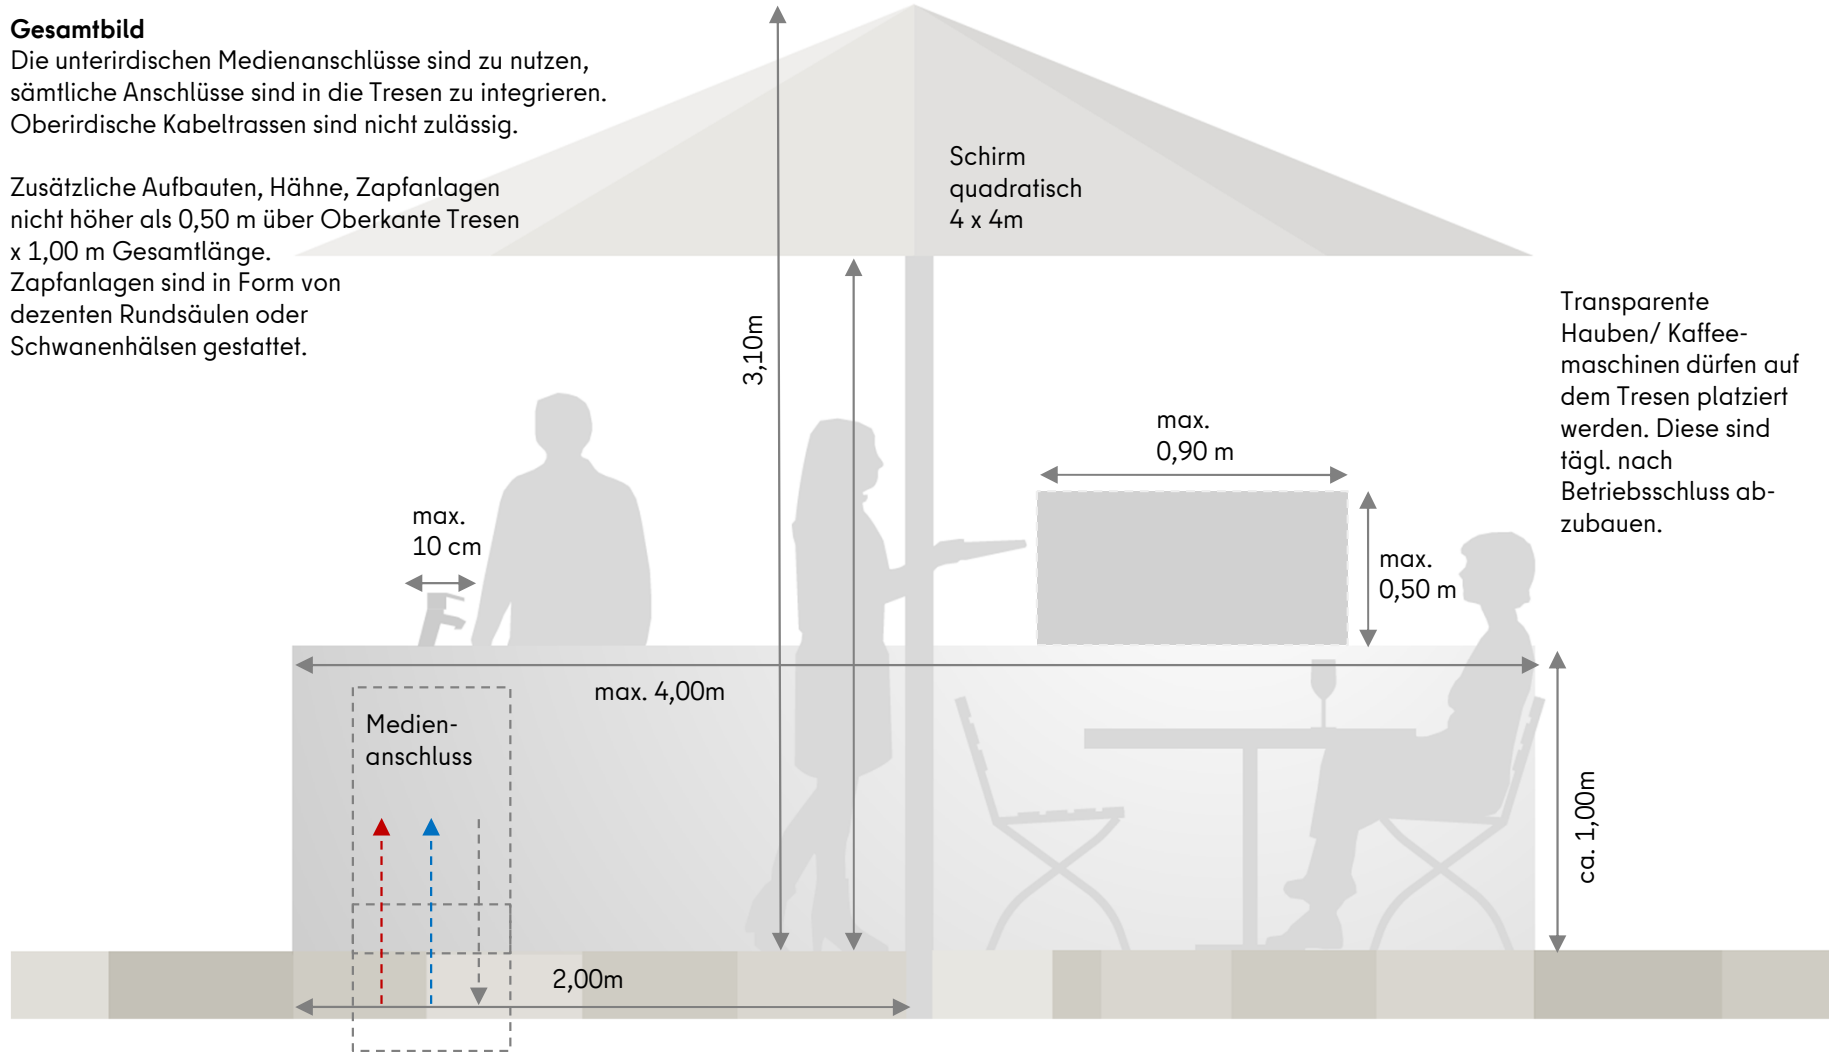 Gesamtbild
Die unterirdischen Medienanschlüsse sind zu nutzen,
sämtliche Anschlüsse sind in die Tresen zu integrieren.
Oberirdische Kabeltrassen sind nicht zulässig.
Zusätzliche Aufbauten, Hähne, Zapfanlagen
nicht höher als 0,50 m über Oberkante Tresen
x 1,00 m Gesamtlänge.
Zapfanlagen sind in Form von
dezenten Rundsäulen oder
Schwanenhälsen gestattet.
Schirm
quadratisch
4 x 4m
3,10m
Transparente
Hauben/ Kaffee-
maschinen dürfen auf
dem Tresen platziert
werden. Diese sind
tägl. nach
Betriebsschluss ab-
zubauen.
max.
0,90 m
max.
10 cm
max.
0,50 m
max. 4,00m
Medien-
anschluss
ca. 1,00m
2,00m